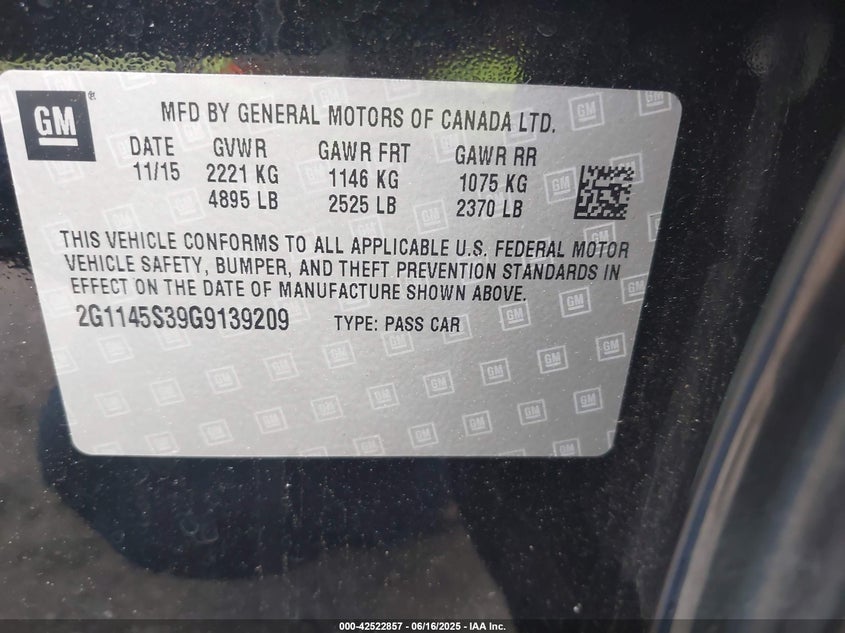 GM
MFD BY GENERAL MOTORS OF CANADA LTD.
DATE GVWR GAWR FRT GAWR RR
11/15 2221 KG 1146 KG 1075 KG
4895 LB 2525 LB 2370 LB
THIS VEHICLE CONFORMS TO ALL APPLICABLE U.S. FEDERAL MOTOR
VEHICLE SAFETY, BUMPER, AND THEFT PREVENTION STANDARDS IN
EFFECT ON THE DATE OF MANUFACTURE SHOWN ABOVE.
2G1145S39G9139209 TYPE: PASS CAR
000-42522857 - 06/16/2025 - IAA Inc.